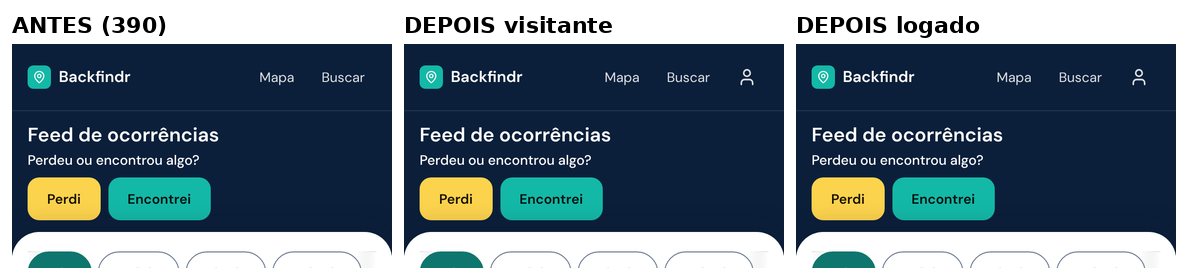 ANTES (390)
DEPOIS visitante
DEPOIS logado
Backfindr Mapa Buscar
Backfindr Mapa Buscar
Backfindr Mapa Buscar
Feed de ocorrências
Feed de ocorrências
Feed de ocorrências
Perdeu ou encontrou algo?
Perdeu ou encontrou algo?
Perdeu ou encontrou algo?
Perdi Encontrei
Perdi Encontrei
Perdi Encontrei